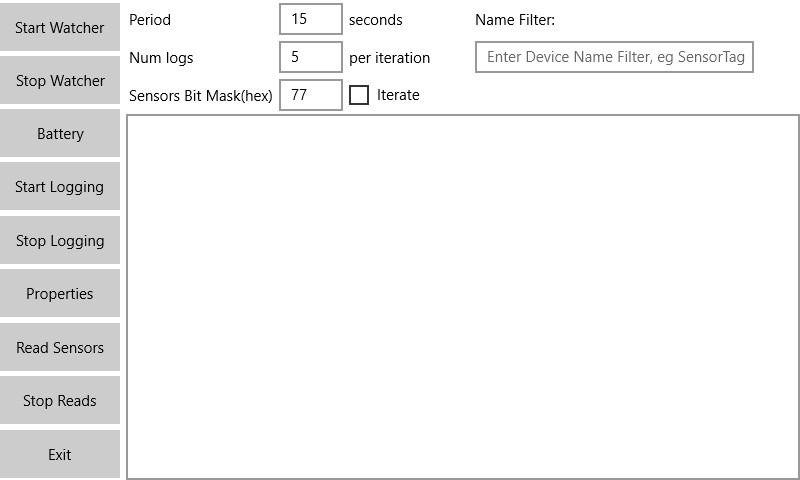 Start Watcher
Stop Watcher
Battery
Start Logging
Stop Logging
Properties
Read Sensors
Stop Reads
Exit
Period 15 seconds
Num logs 5 per iteration
Sensors Bit Mask(hex) 77 Iterate
Name Filter:
Enter Device Name Filter, eg SensorTag